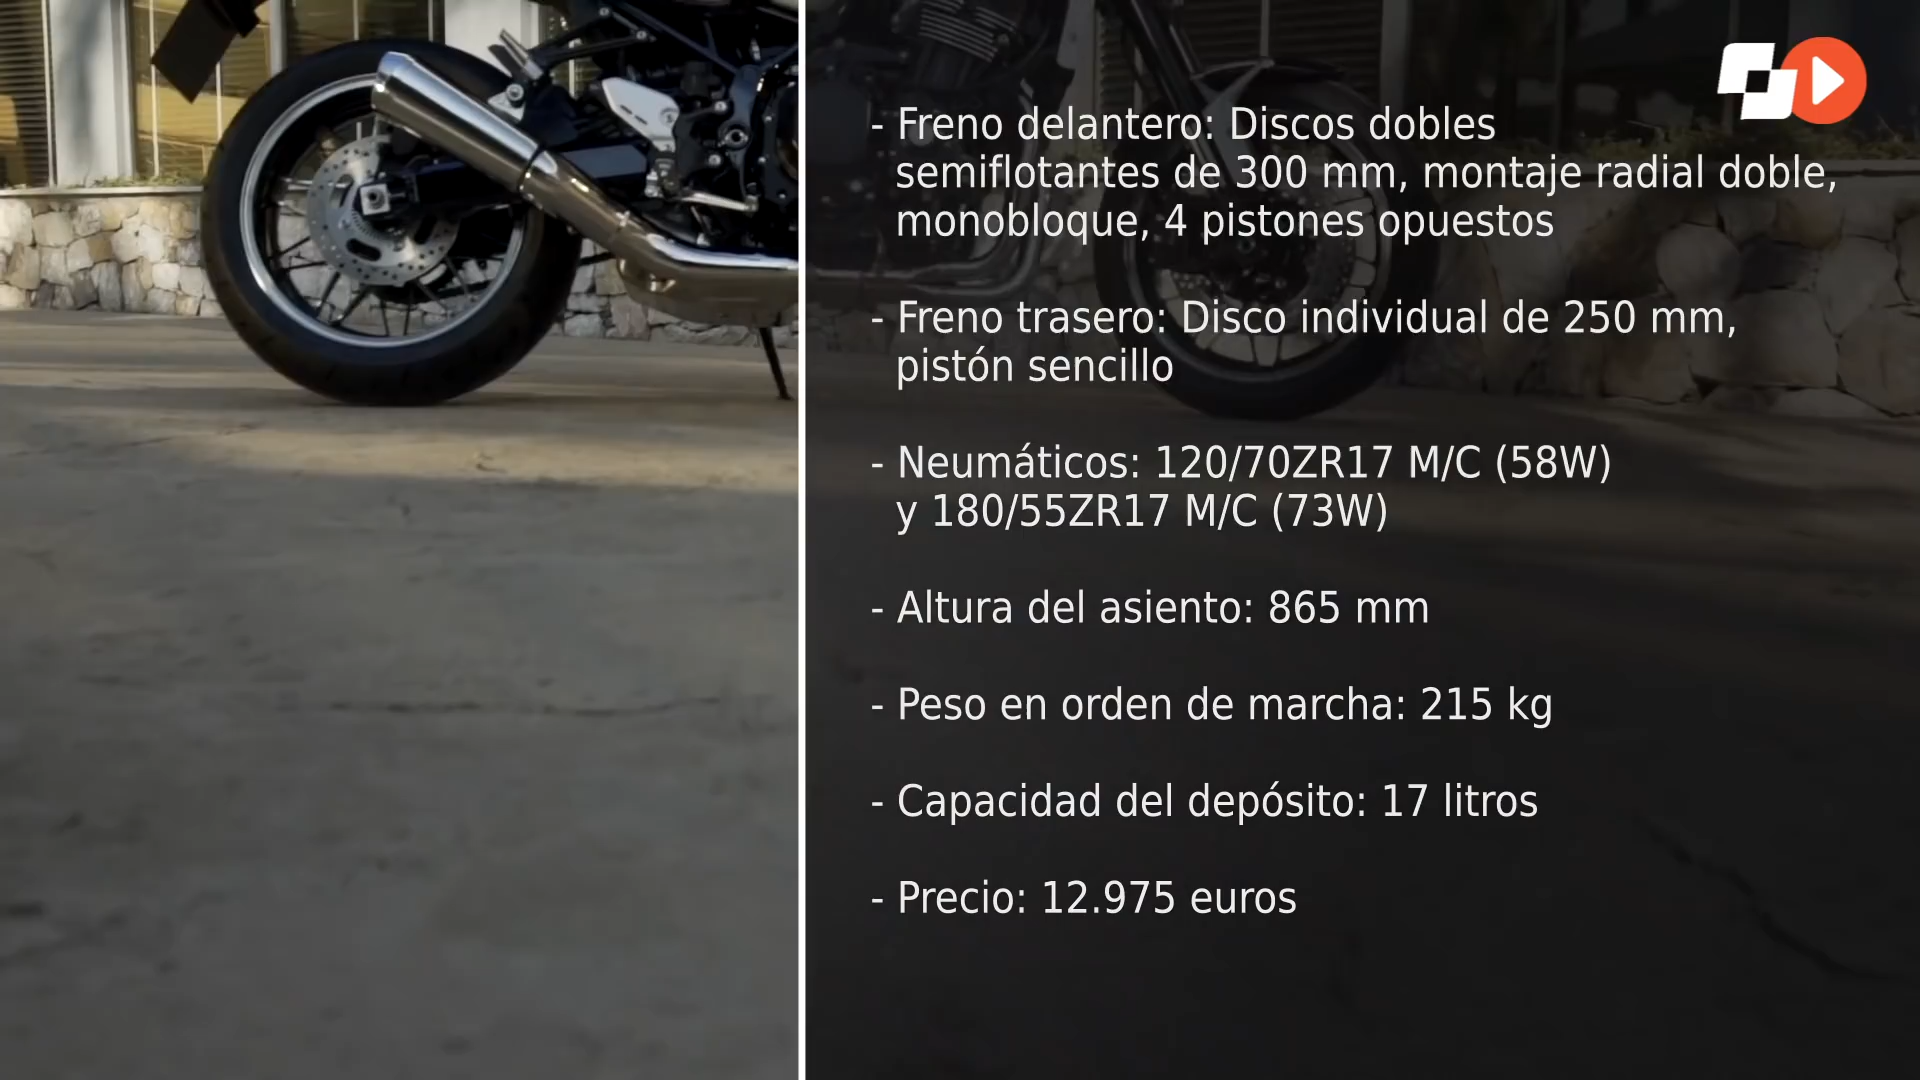 - Freno delantero: Discos dobles
semiflotantes de 300 mm, montaje radial doble,
monobloque, 4 pistones opuestos
- Freno trasero: Disco individual de 250 mm,
pistón sencillo
- Neumáticos: 120/70ZR17 M/C (58W)
y 180/55ZR17 M/C (73W)
- Altura del asiento: 865 mm
- Peso en orden de marcha: 215 kg
- Capacidad del depósito: 17 litros
- Precio: 12.975 euros